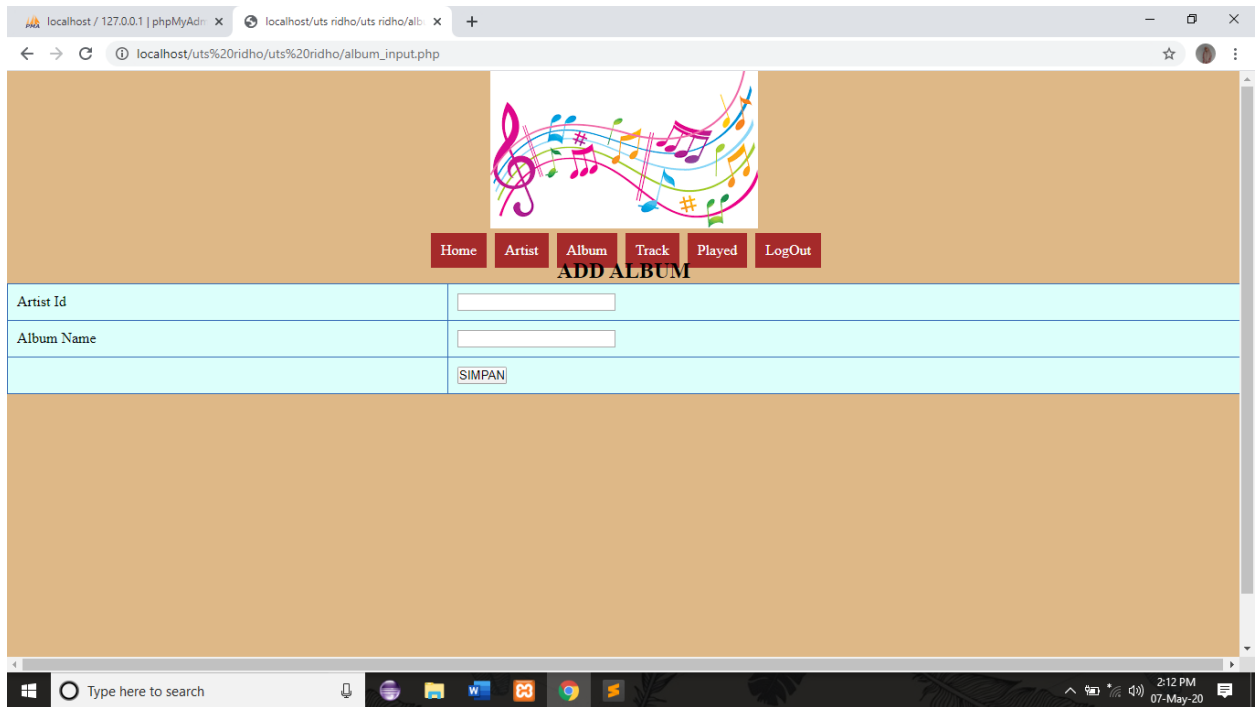 localhost / 127.0.0.1 | phpMyAdm
localhost/uts ridho/uts ridho/alb
localhost/uts%20ridho/uts%20ridho/album_input.php
Home Artist Album Track Played LogOut
ADD ALBUM
Artist Id
Album Name
SIMPAN
Type here to search
2:12 PM
07-May-20